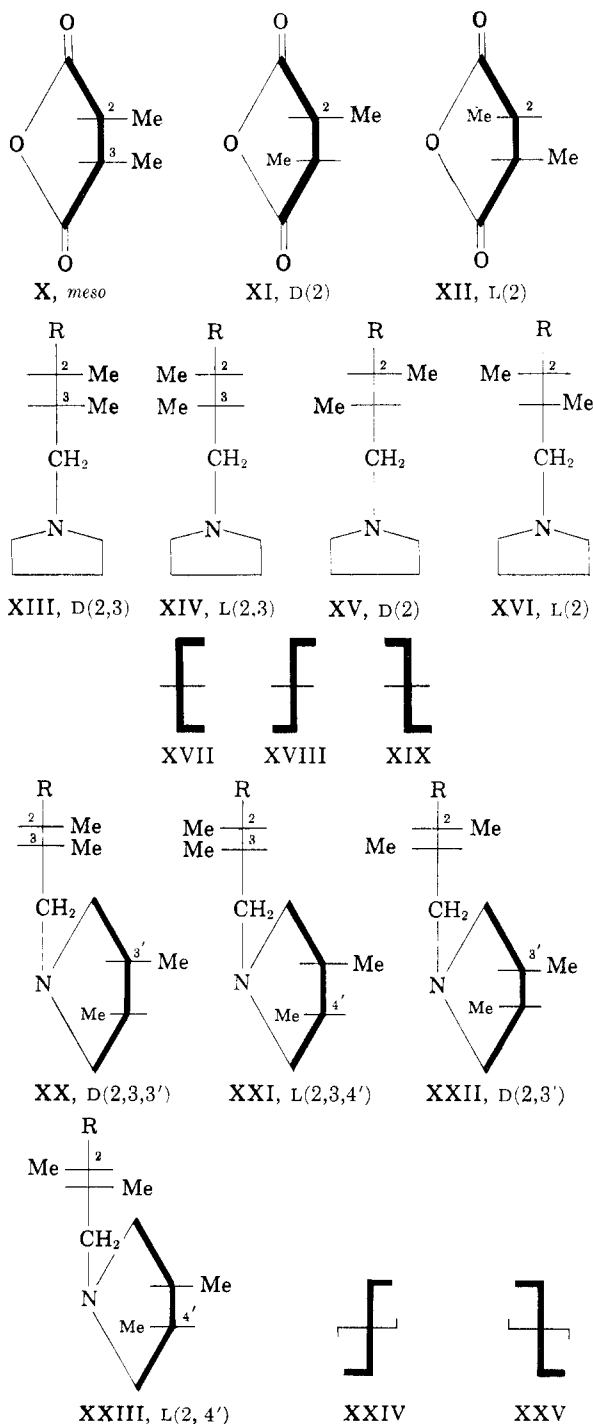 O O O
2 Me 2 Me Me 2
O 3 Me O Me O Me
O O O
X, meso XI, D(2) XII, L(2)
R R R R
2 Me Me 2 2 Me Me 2
3 Me Me 3 Me Me
CH2 CH2 CH2 CH2
N N N N
XIII, D(2,3) XIV, L(2,3) XV, D(2) XVI, L(2)
XVII XVIII XIX
R R R
2 Me Me 2 2 Me
3 Me Me 3 Me
CH2 CH2 CH2
3' Me Me 3' Me
N N N
Me Me 4' Me
XX, D(2,3,3') XXI, L(2,3,4') XXII, D(2,3')
R
Me 2
Me
CH2
Me
N
Me 4'
XXIII, L(2, 4') XXIV XXV